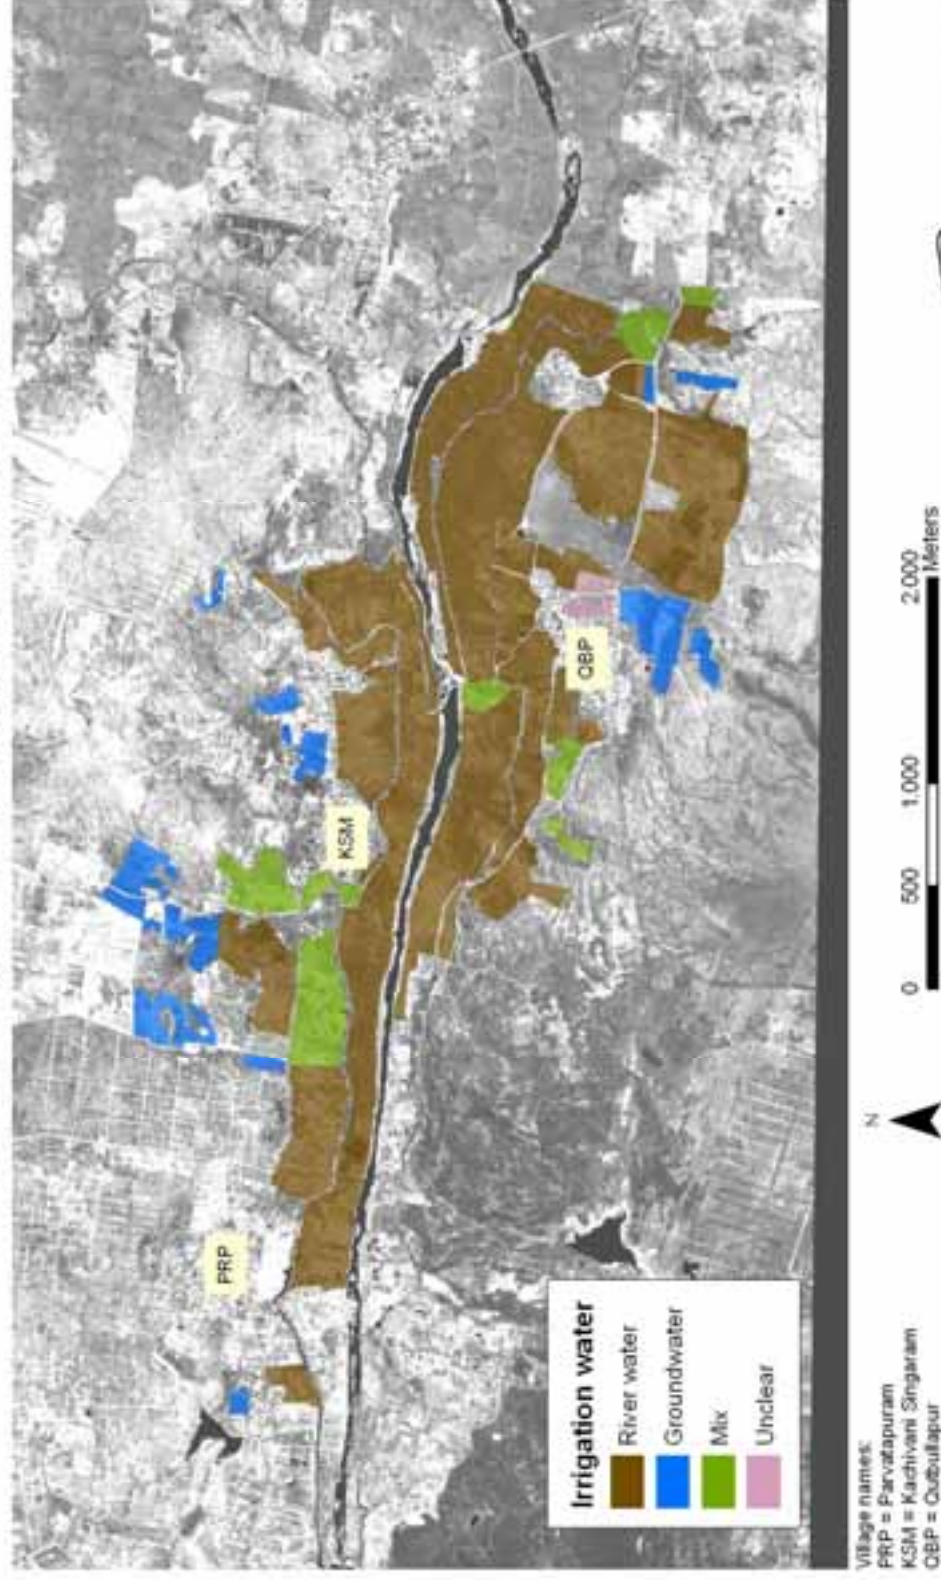 PRP
KSM
QBP
Irrigation water
River water
Groundwater
Mix
Unclear
Village names:
PRP = Parvatapuram
KSM = Kachivani Singaram
QBP = Qutbullapur
N
0 500 1.000 2.000
Meters